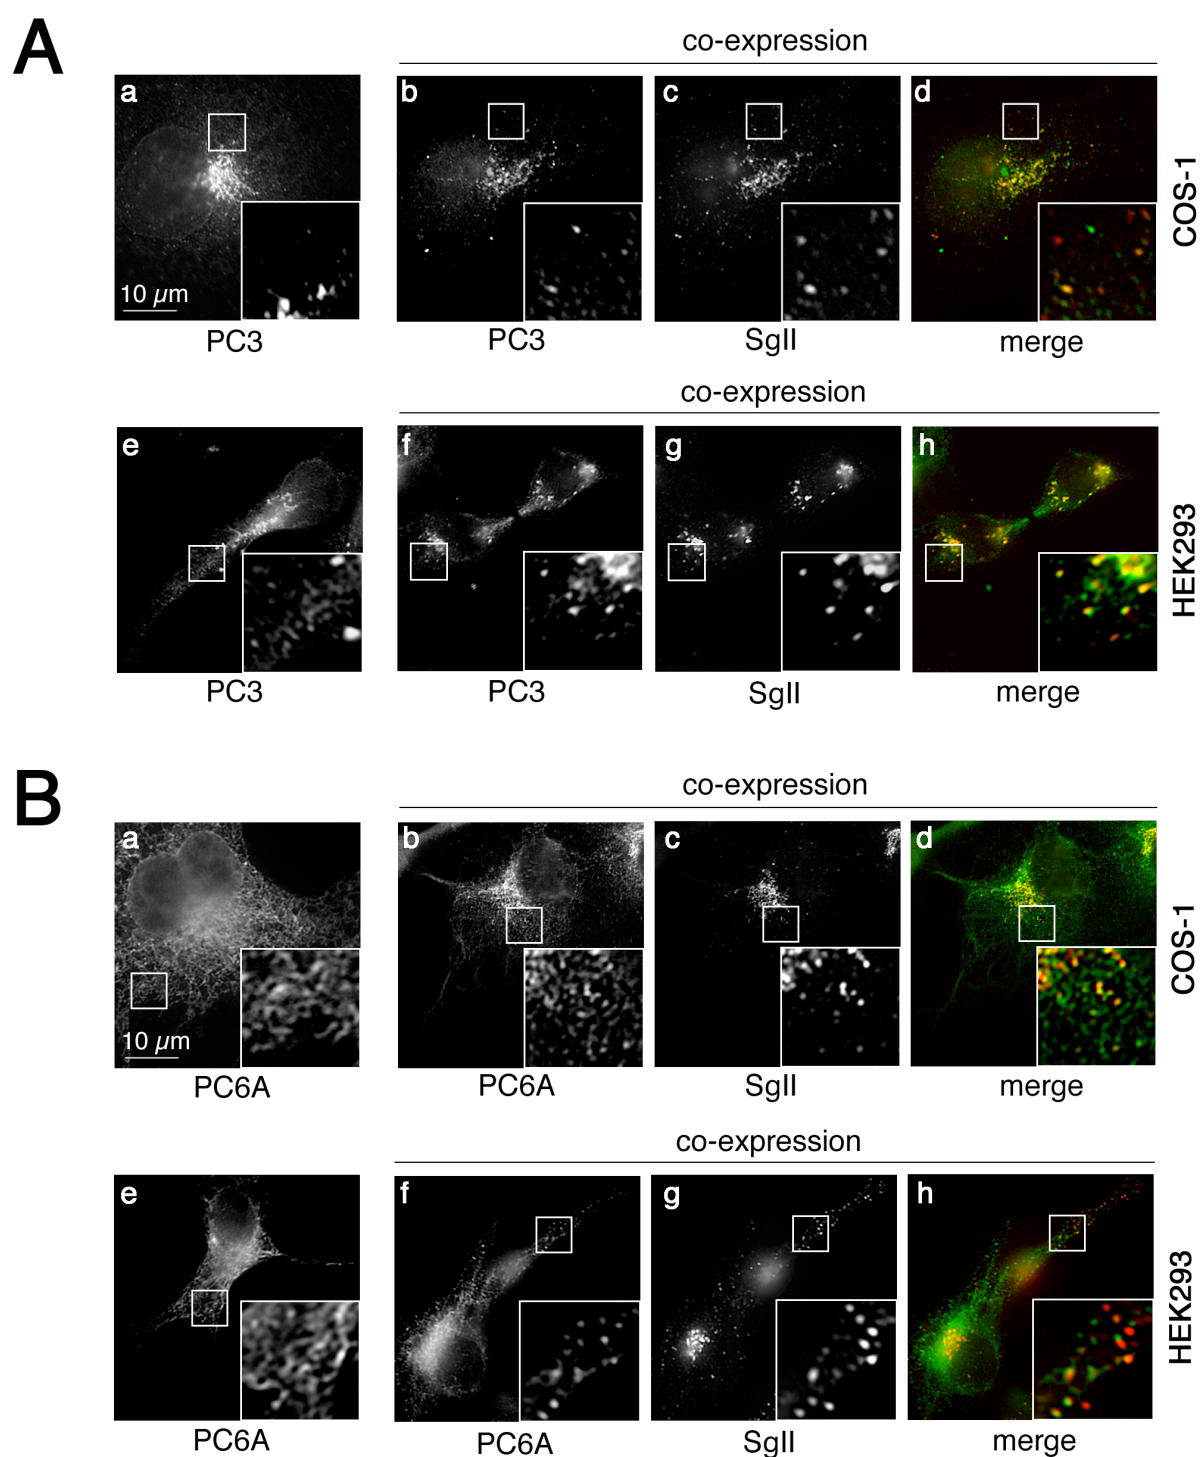 A
co-expression
a
b
c
d
COS-1
10 µm
PC3
PC3
SgII
merge
co-expression
e
f
g
h
HEK293
PC3
PC3
SgII
merge
B
co-expression
a
b
c
d
COS-1
10 µm
PC6A
PC6A
SgII
merge
co-expression
e
f
g
h
HEK293
PC6A
PC6A
SgII
merge